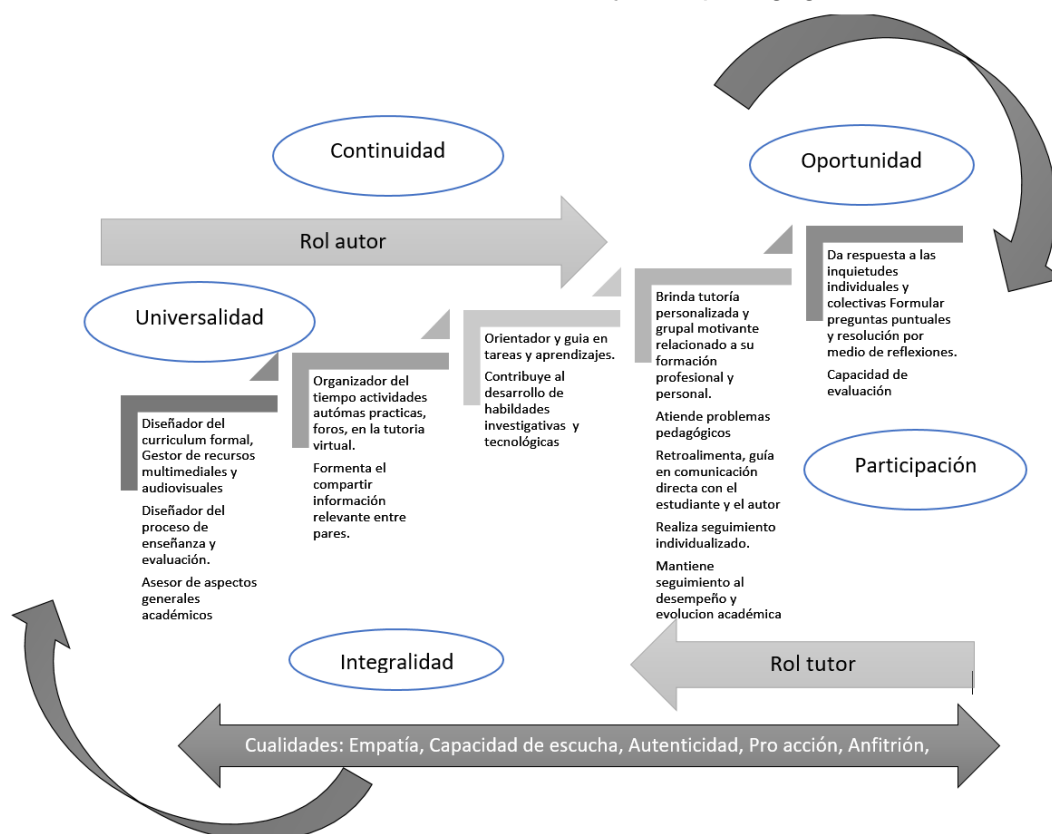 Continuidad
Oportunidad
Rol autor
Universalidad
Diseñador del
curriculum formal,
Gestor de recursos
multimediales y
audiovisuales
Diseñador del
proceso de
enseñanza y
evaluación.
Asesor de aspectos
generales
académicos
Organizador del
tiempo actividades
autómas practicas,
foros, en la tutoria
virtual.
Formenta el
compartir
información
relevante entre
pares.
Orientador y guia en
tareas y aprendizajes.
Contribuye al
desarrollo de
habildades
investigativas y
tecnológicas
Brinda tutoría
personalizada y
grupal motivante
relacionado a su
formación
profesional y
personal.
Atiende problemas
pedagógicos
Retroalimenta, guía
en comunicación
directa con el
estudiante y el autor
Realiza seguimiento
individualizado.
Mantiene
seguimiento al
desempeño y
evolucion académica
Da respuesta a las
inquietudes
individuales y
colectivas Formular
preguntas puntuales
y resolución por
medio de reflexiones.
Capacidad de
evaluación
Participación
Integralidad
Rol tutor
Cualidades: Empatía, Capacidad de escucha, Autenticidad, Pro acción, Anfitrión,